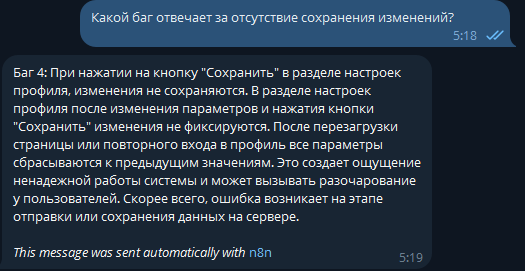 Какой баг отвечает за отсутствие сохранения изменений?
5:18
Баг 4: При нажатии на кнопку "Сохранить" в разделе настроек
профиля, изменения не сохраняются. В разделе настроек
профиля после изменения параметров и нажатия кнопки
"Сохранить" изменения не фиксируются. После перезагрузки
страницы или повторного входа в профиль все параметры
сбрасываются к предыдущим значениям. Это создает ощущение
ненадежной работы системы и может вызывать разочарование
у пользователей. Скорее всего, ошибка возникает на этапе
отправки или сохранения данных на сервере.
This message was sent automatically with n8n
5:19